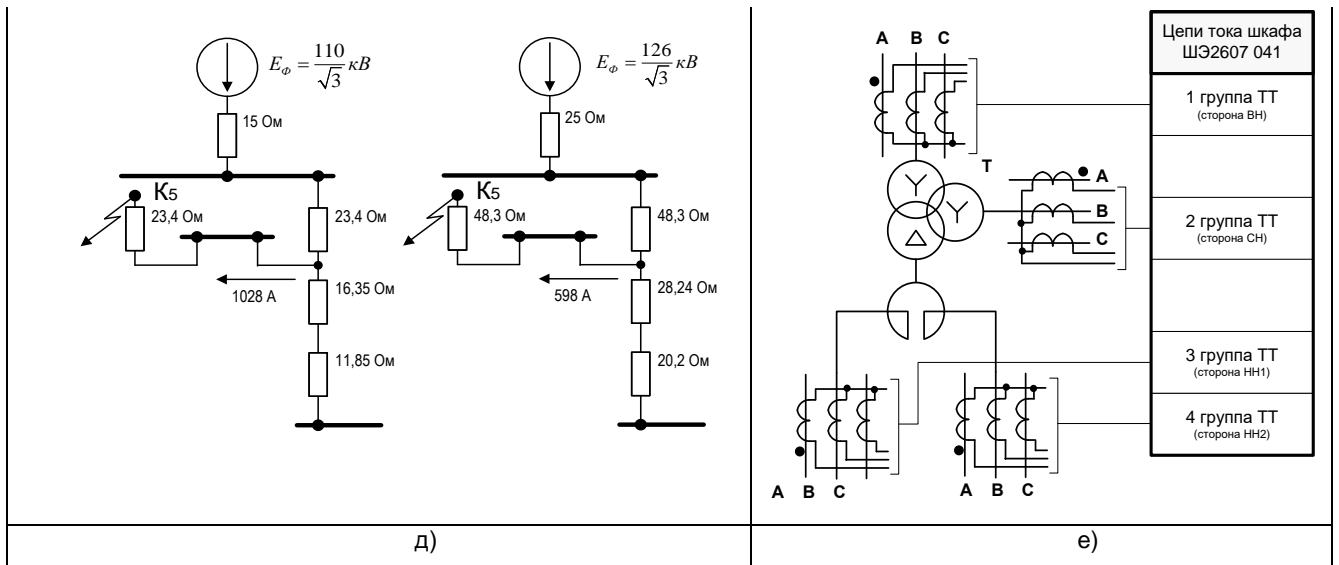 E_Ф = 110/√3 кВ
15 Ом
К5
23,4 Ом
23,4 Ом
1028 А
16,35 Ом
11,85 Ом
E_Ф = 126/√3 кВ
25 Ом
К5
48,3 Ом
48,3 Ом
598 А
28,24 Ом
20,2 Ом
д)
А В С
Т
А
В
С
А В С
А В С
Цепи тока шкафа
ШЭ2607 041
1 группа ТТ
(сторона ВН)
2 группа ТТ
(сторона СН)
3 группа ТТ
(сторона НН1)
4 группа ТТ
(сторона НН2)
е)